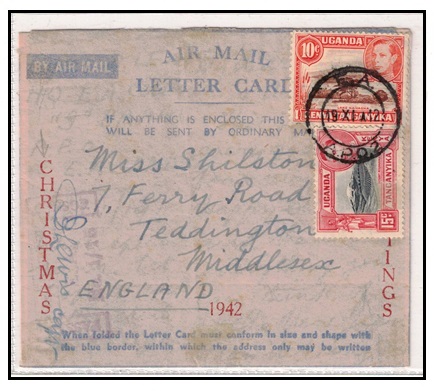 AIR MAIL
BY AIR MAIL
LETTER CARD
IF ANYTHING IS ENCLOSED THIS
WILL BE SENT BY ORDINARY
10c UGANDA
KENYA TANGANYIKA
UGANDA
TANGANYIKA
15c
Miss Shilston
7, Ferry Road
Teddington
Middlesex
ENGLAND
CHRISTMAS
INGS
1942
When folded the Letter Card must conform in size and shape with
the blue border, within which the address only may be written